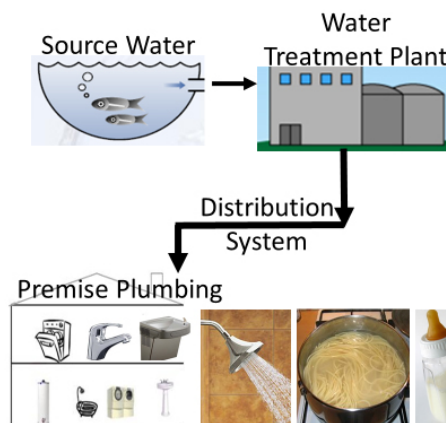 Source Water
Water
Treatment Plant
Distribution
System
Premise Plumbing